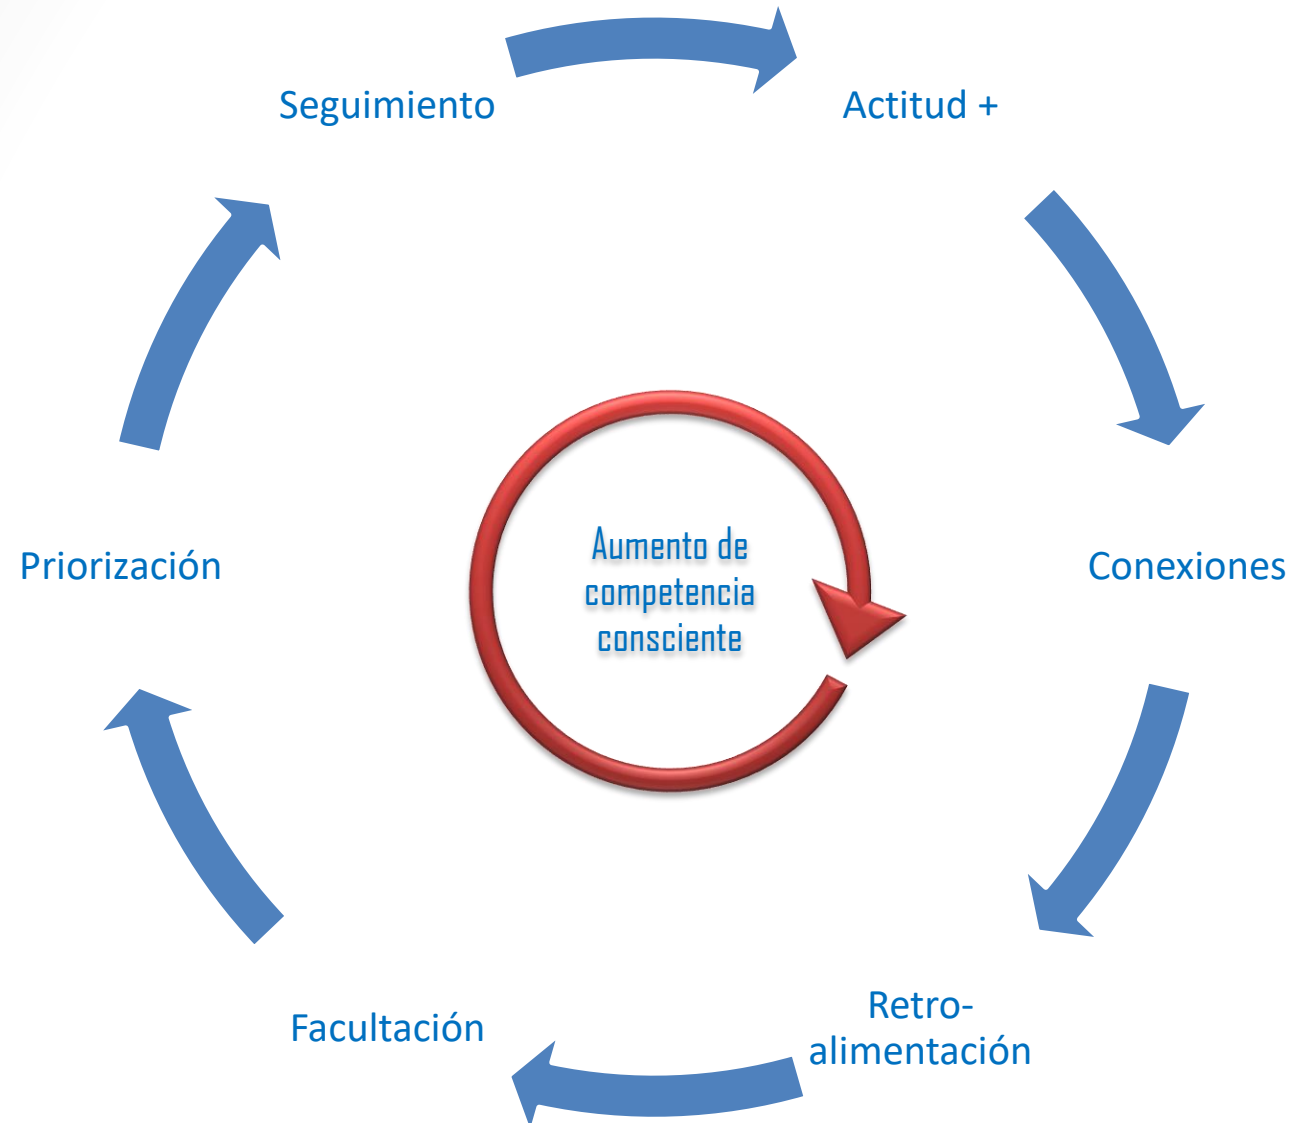 Seguimiento
Actitud +
Priorización
Aumento de
competencia
consciente
Conexiones
Facultación
Retro-
alimentación